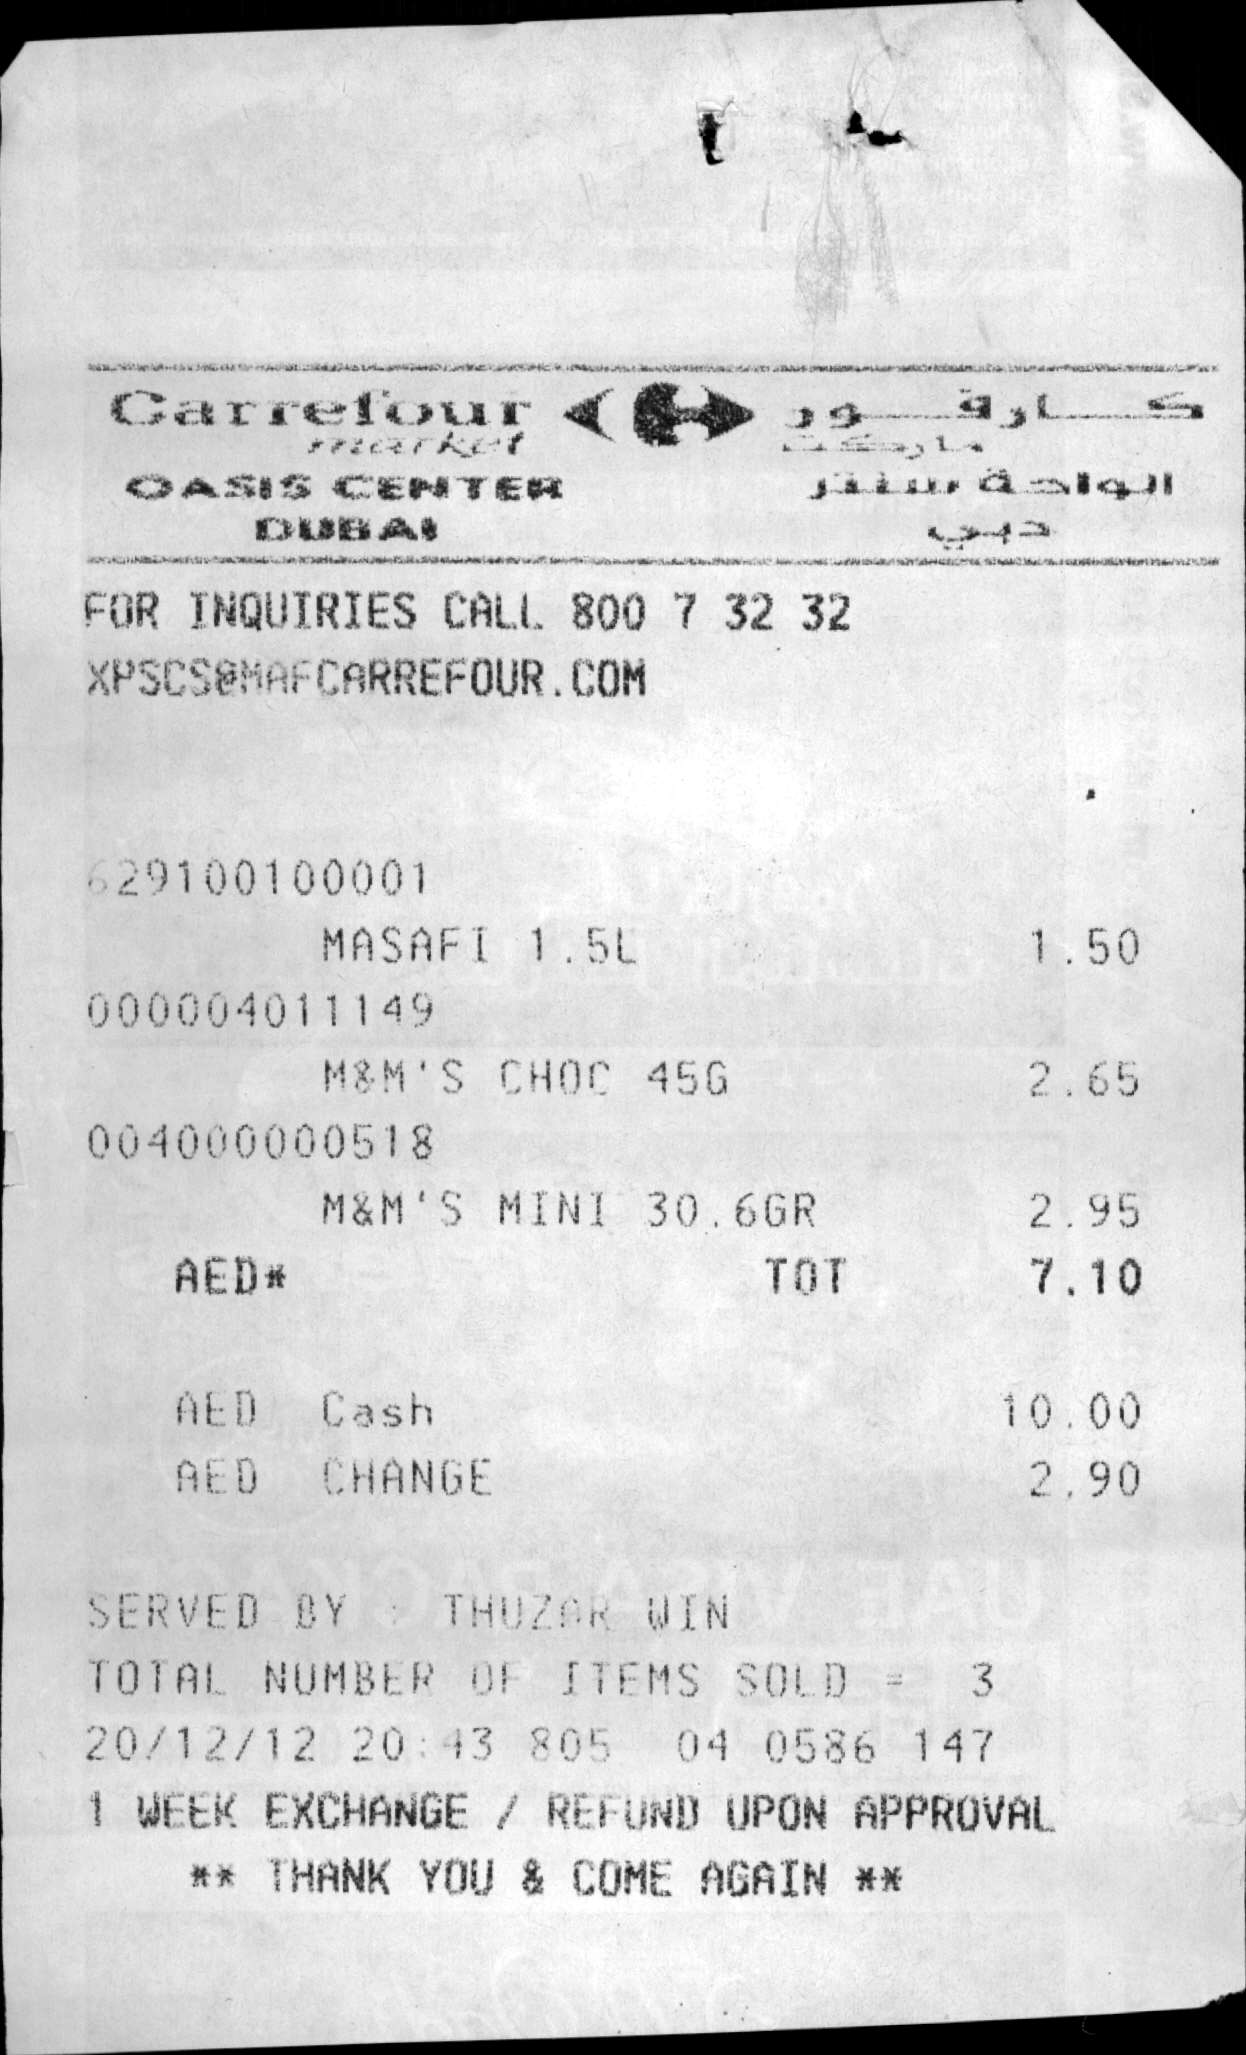 Carrefour كـــارفــــور
market ماركت
OASIS CENTER الواحة سنتر
DUBAI دبي
FOR INQUIRIES CALL 800 7 32 32
XPSCS@MAFCARREFOUR.COM
629100100001
MASAFI 1.5L 1.50
000004011149
M&M'S CHOC 45G 2.65
004000000518
M&M'S MINI 30.6GR 2.95
AED* TOT 7.10
AED Cash 10.00
AED CHANGE 2.90
SERVED BY : THUZAR WIN
TOTAL NUMBER OF ITEMS SOLD = 3
20/12/12 20:43 805 04 0586 147
1 WEEK EXCHANGE / REFUND UPON APPROVAL
** THANK YOU & COME AGAIN **